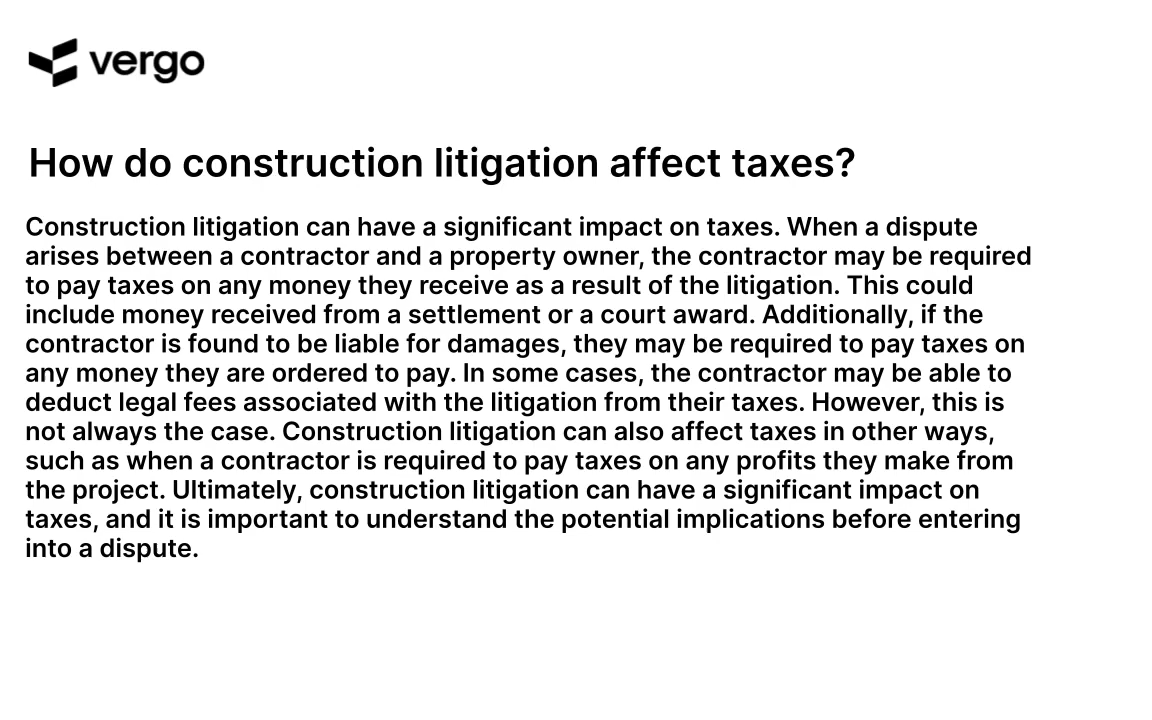 vergo
How do construction litigation affect taxes?
Construction litigation can have a significant impact on taxes. When a dispute
arises between a contractor and a property owner, the contractor may be required
to pay taxes on any money they receive as a result of the litigation. This could
include money received from a settlement or a court award. Additionally, if the
contractor is found to be liable for damages, they may be required to pay taxes on
any money they are ordered to pay. In some cases, the contractor may be able to
deduct legal fees associated with the litigation from their taxes. However, this is
not always the case. Construction litigation can also affect taxes in other ways,
such as when a contractor is required to pay taxes on any profits they make from
the project. Ultimately, construction litigation can have a significant impact on
taxes, and it is important to understand the potential implications before entering
into a dispute.